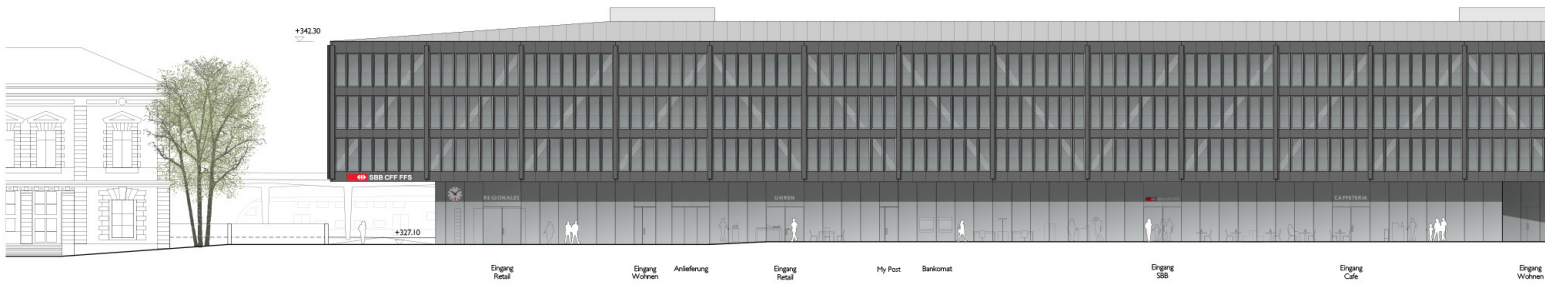 +342.30
SBB CFF FFS
REGIONALES
UHREN
CAFFETERIA
+327.10
Eingang
Retail
Eingang
Wohnen
Anlieferung
Eingang
Retail
My Post
Bankomat
Eingang
SBB
Eingang
Cafe
Eingang
Wohnen